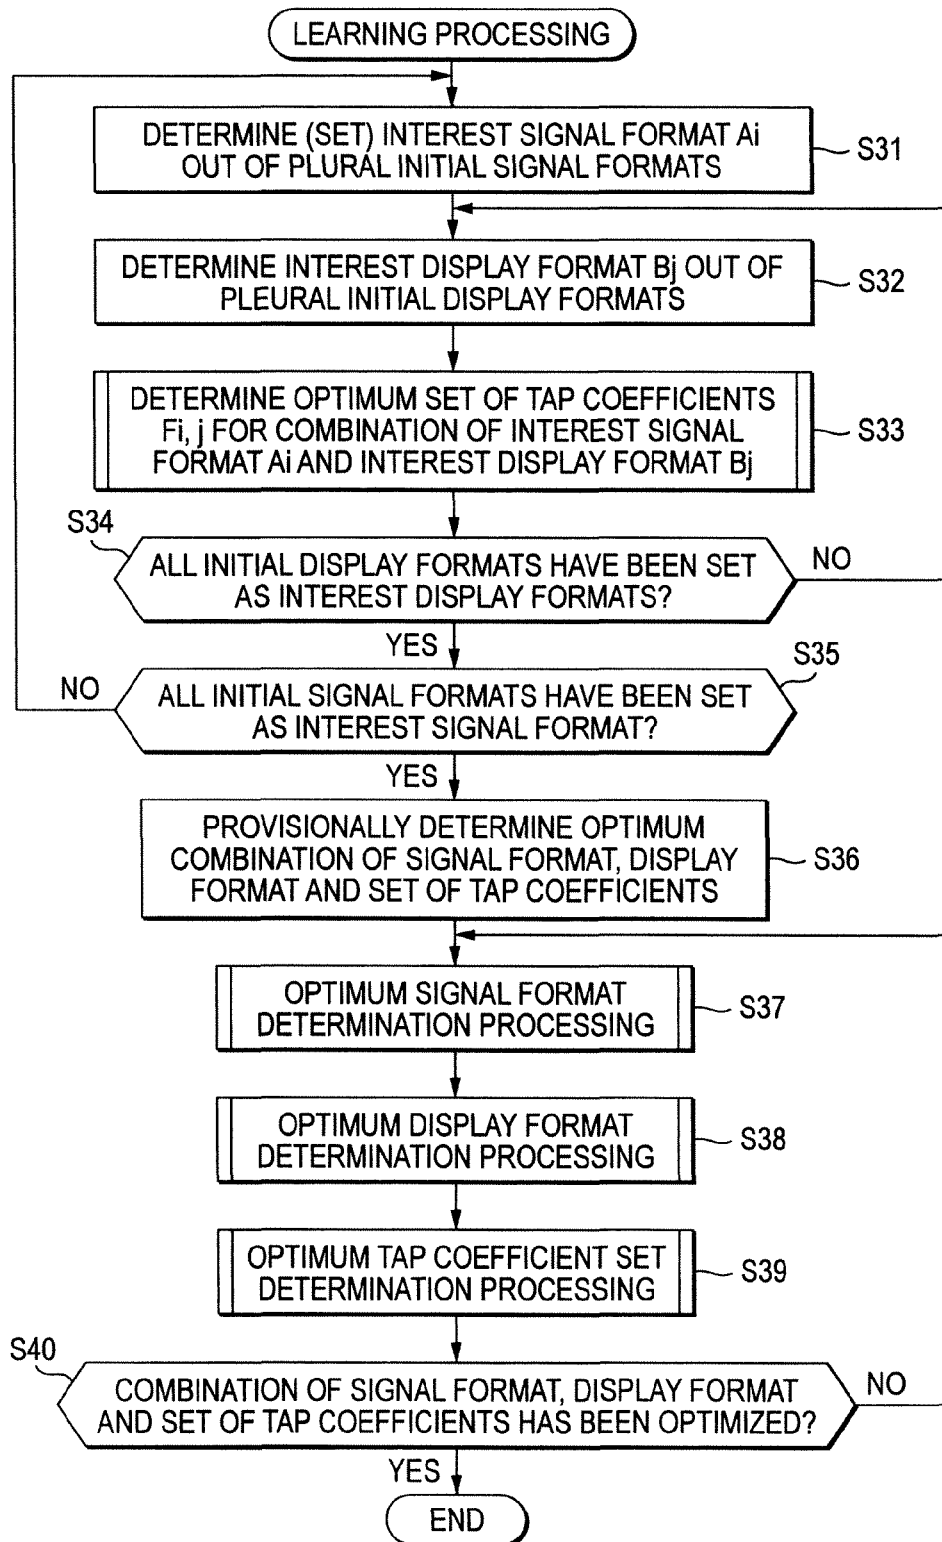 LEARNING PROCESSING
DETERMINE (SET) INTEREST SIGNAL FORMAT Ai
OUT OF PLURAL INITIAL SIGNAL FORMATS
S31
DETERMINE INTEREST DISPLAY FORMAT Bj OUT OF
PLEURAL INITIAL DISPLAY FORMATS
S32
DETERMINE OPTIMUM SET OF TAP COEFFICIENTS
Fi, j FOR COMBINATION OF INTEREST SIGNAL
FORMAT Ai AND INTEREST DISPLAY FORMAT Bj
S33
S34
ALL INITIAL DISPLAY FORMATS HAVE BEEN SET
AS INTEREST DISPLAY FORMATS?
NO
YES
S35
NO
ALL INITIAL SIGNAL FORMATS HAVE BEEN SET
AS INTEREST SIGNAL FORMAT?
YES
PROVISIONALLY DETERMINE OPTIMUM
COMBINATION OF SIGNAL FORMAT, DISPLAY
FORMAT AND SET OF TAP COEFFICIENTS
S36
OPTIMUM SIGNAL FORMAT
DETERMINATION PROCESSING
S37
OPTIMUM DISPLAY FORMAT
DETERMINATION PROCESSING
S38
OPTIMUM TAP COEFFICIENT SET
DETERMINATION PROCESSING
S39
S40
COMBINATION OF SIGNAL FORMAT, DISPLAY FORMAT
AND SET OF TAP COEFFICIENTS HAS BEEN OPTIMIZED?
NO
YES
END